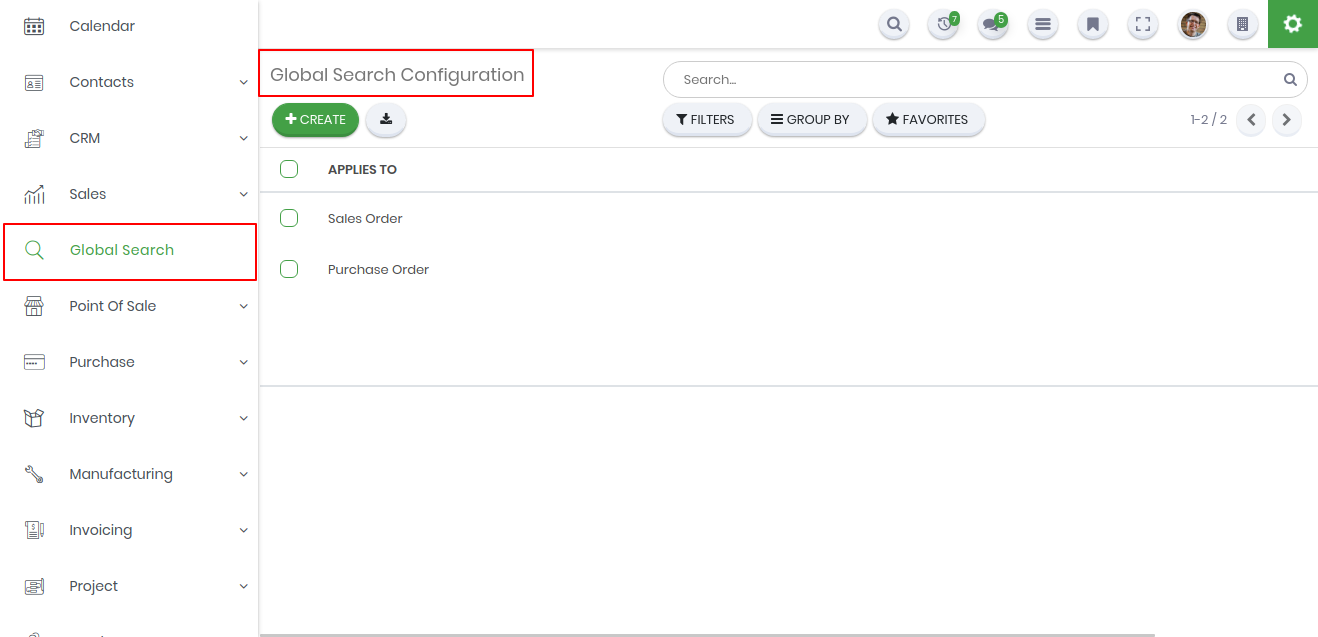 Calendar
Contacts
CRM
Sales
Global Search
Point Of Sale
Purchase
Inventory
Manufacturing
Invoicing
Project
7
5
Global Search Configuration
Search...
CREATE
FILTERS
GROUP BY
FAVORITES
1-2 / 2
APPLIES TO
Sales Order
Purchase Order